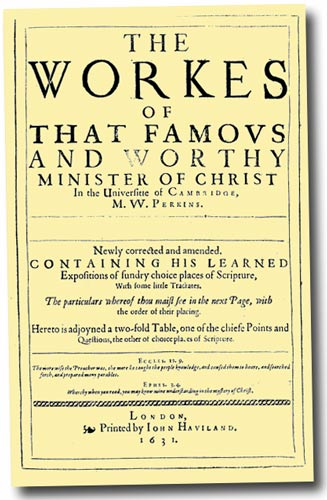 THE
WORKES
OF
THAT FAMOVS
AND WORTHY
MINISTER OF CHRIST
In the Universitie of CAMBRIDGE,
M. W. PERKINS.
Newly corrected and amended.
CONTAINING HIS LEARNED
Expositions of sundry choice places of Scripture,
With some little Tractates.
The particulars whereof thou maist see in the next Page, with
the order of their placing.
Hereto is adjoyned a two-fold Table, one of the chiefe Points and
Questions, the other of choice places of Scripture.
ECCLES. 12. 9.
The more wise the Preacher was, the more he taught the people knowledge, and caused them to heare, and searched
forth, and prepared many parables.
EPHES. 3.4.
Whereby when you read, you may know mine understanding in the mystery of Christ.
LONDON,
Printed by IOHN HAVILAND.
1631.